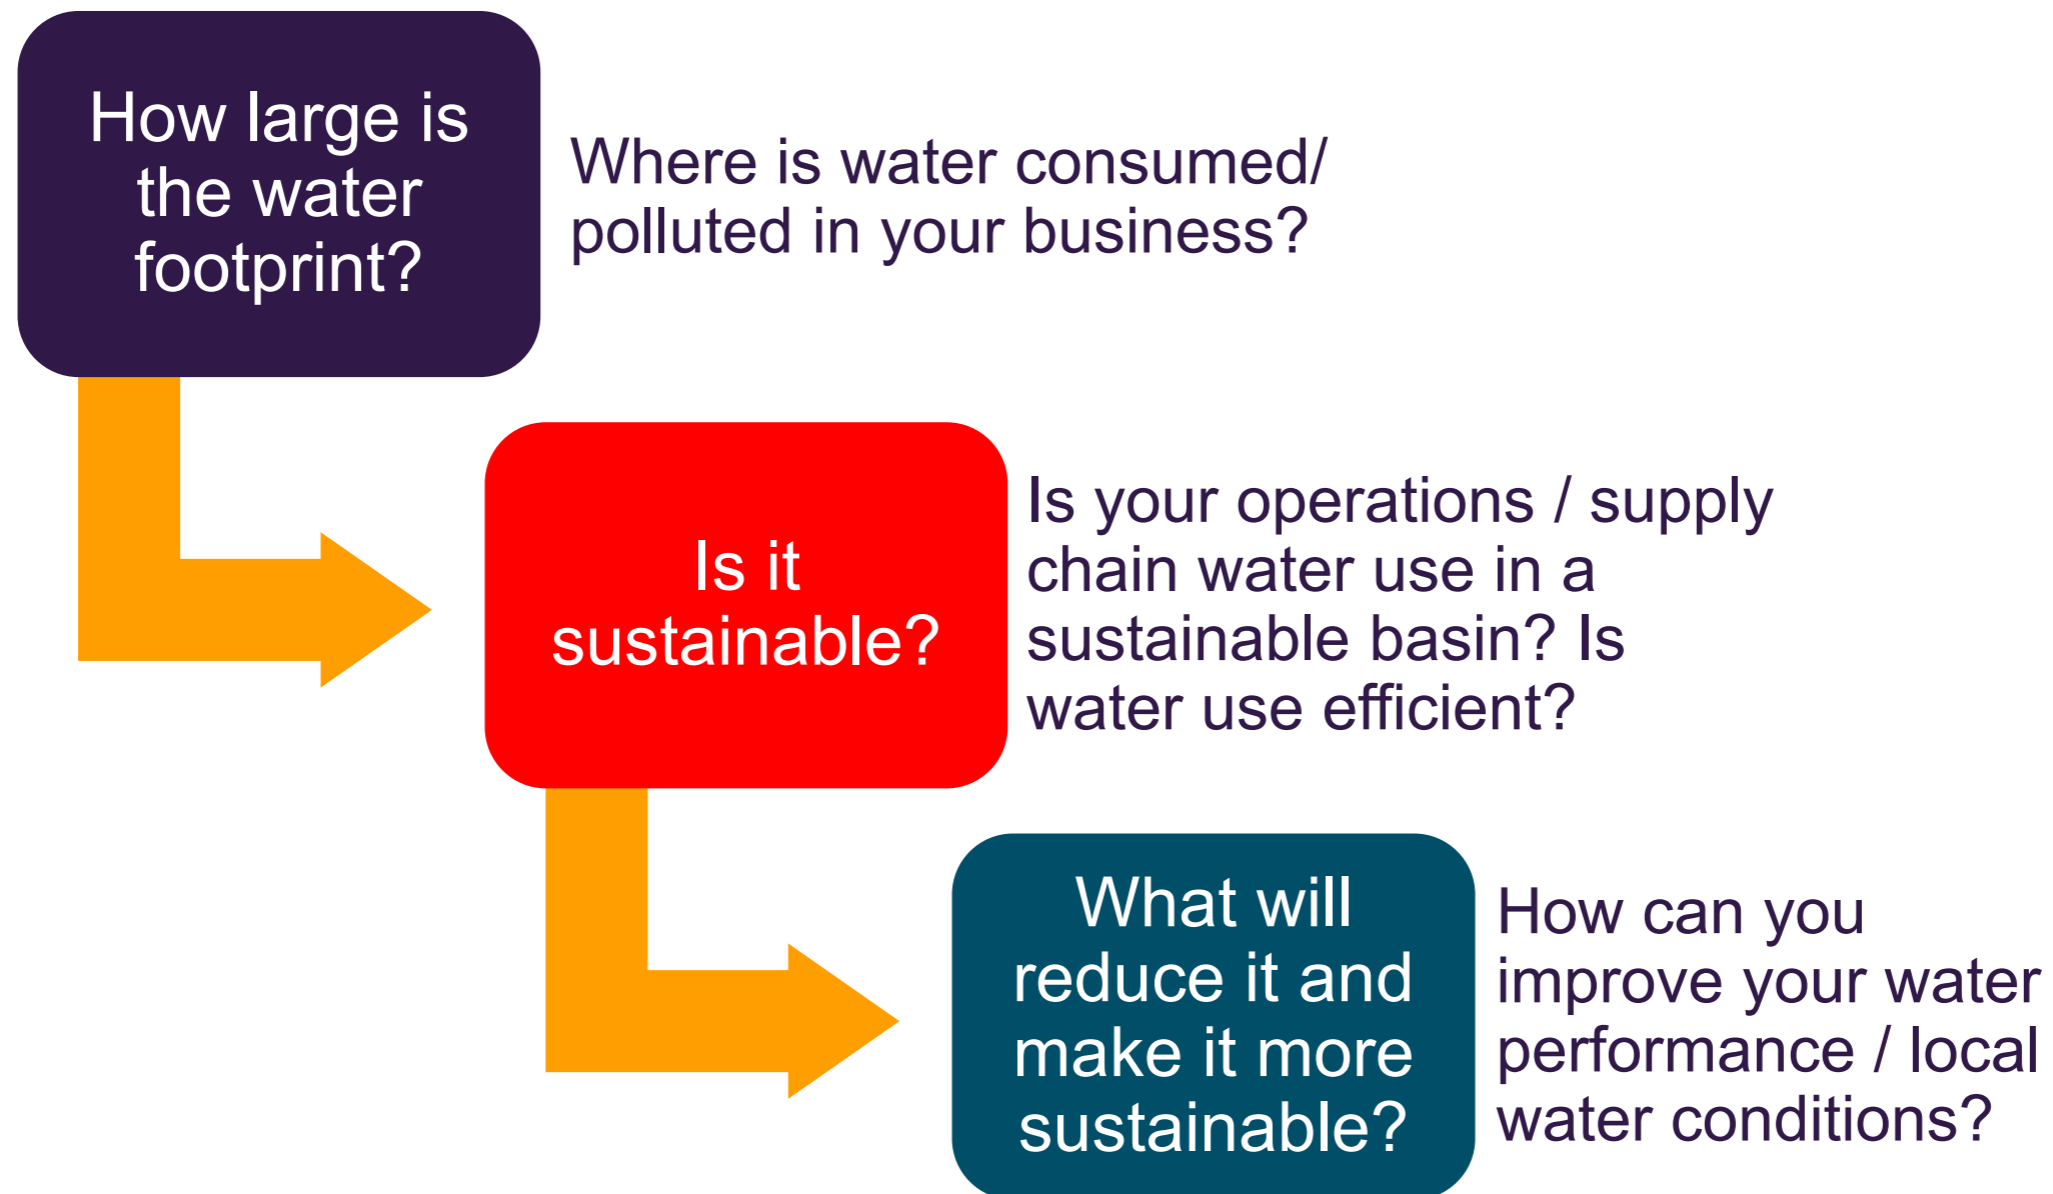 How large is
the water
footprint?
Where is water consumed/
polluted in your business?
Is it
sustainable?
Is your operations / supply
chain water use in a
sustainable basin? Is
water use efficient?
What will
reduce it and
make it more
sustainable?
How can you
improve your water
performance / local
water conditions?